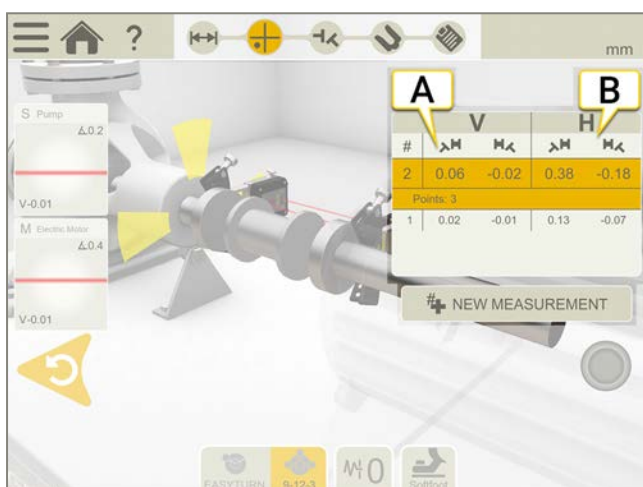 ?
mm
A
B
S Pump
∡0.2
V-0.01
V
H
#
2 0.06 -0.02 0.38 -0.18
Points: 3
1 0.02 -0.01 0.13 -0.07
M Electric Motor
∡0.4
V-0.01
# NEW MEASUREMENT
0
EASYTURN
9-12-3
Softfoot